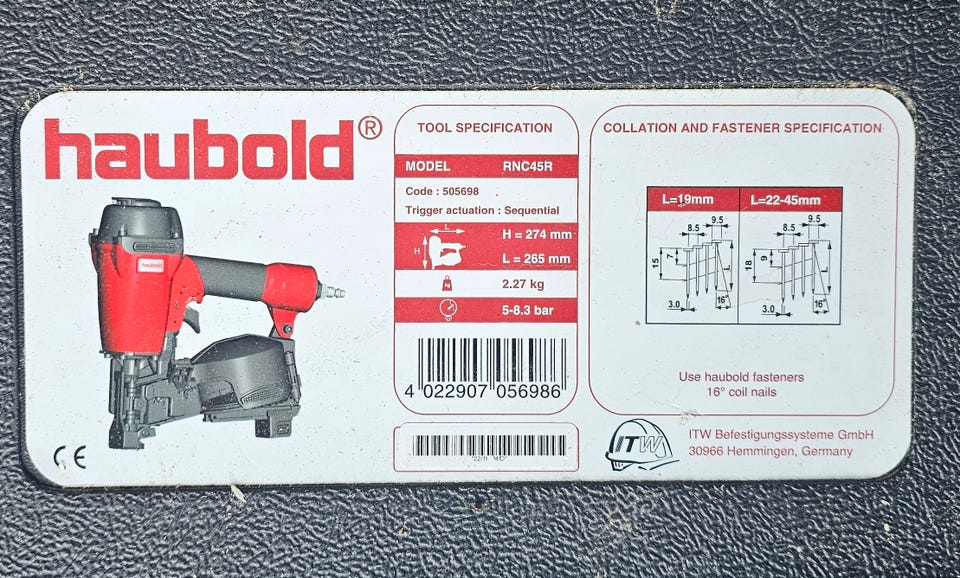 haubold®
haubold
CE
TOOL SPECIFICATION
MODEL RNC45R
Code : 505698
Trigger actuation : Sequential
L
H
H = 274 mm
L = 265 mm
KG
2.27 kg
5-8.3 bar
4 022907 056986
COLLATION AND FASTENER SPECIFICATION
L=19mm L=22-45mm
9.5 9.5
8.5 8.5
15 7 L 18 9 L
3.0 16° 3.0 16°
Use haubold fasteners
16° coil nails
ITW
ITW Befestigungssysteme GmbH
30966 Hemmingen, Germany